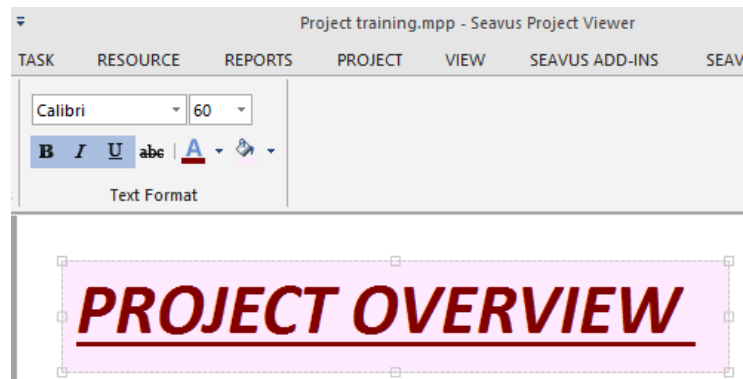 Project training.mpp - Seavus Project Viewer
TASK RESOURCE REPORTS PROJECT VIEW SEAVUS ADD-INS SEAV
Calibri 60
B I U abc A
Text Format
PROJECT OVERVIEW